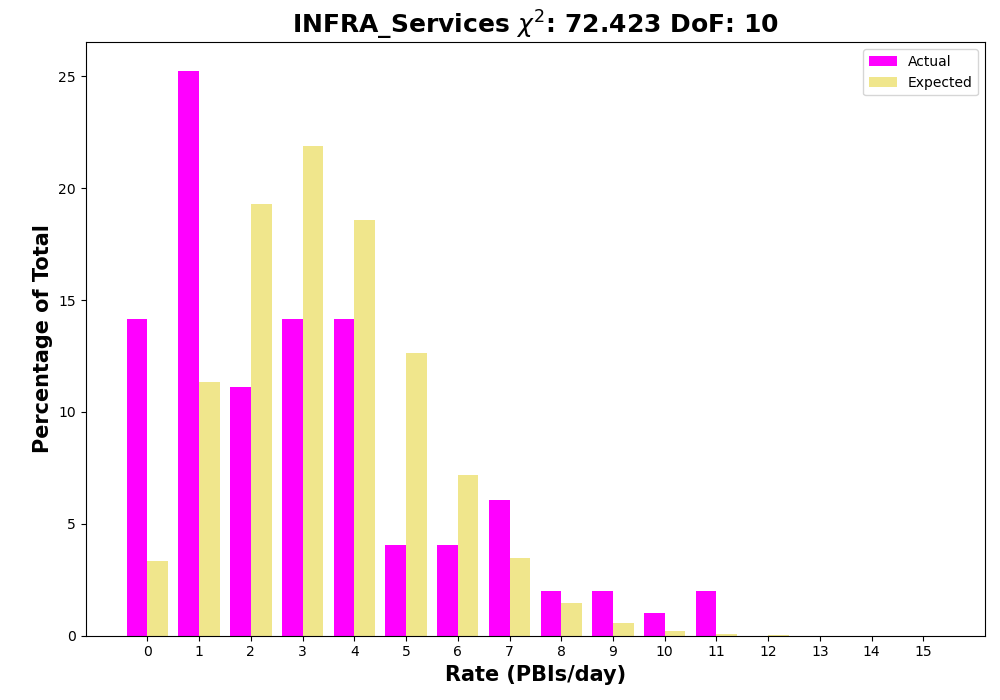 INFRA_Services χ²: 72.423 DoF: 10
Actual
Expected
Percentage of Total
25
20
15
10
5
0
0 1 2 3 4 5 6 7 8 9 10 11 12 13 14 15
Rate (PBIs/day)